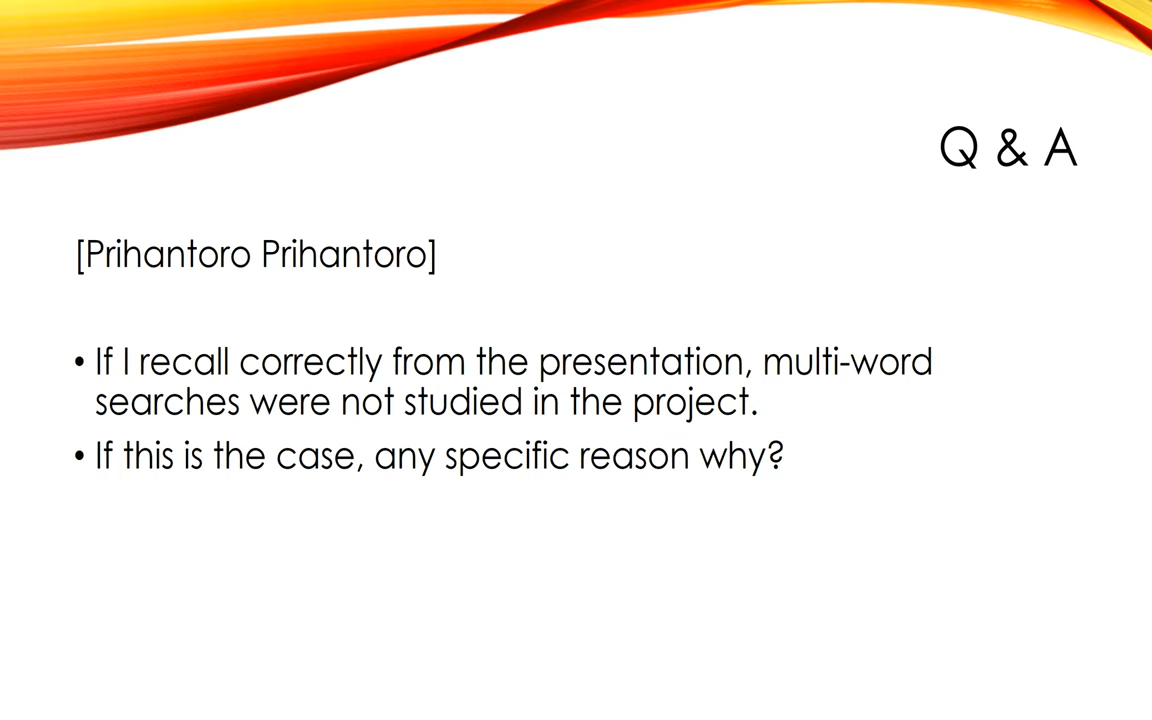 Q & A
[Prihantoro Prihantoro]
• If I recall correctly from the presentation, multi-word
searches were not studied in the project.
• If this is the case, any specific reason why?